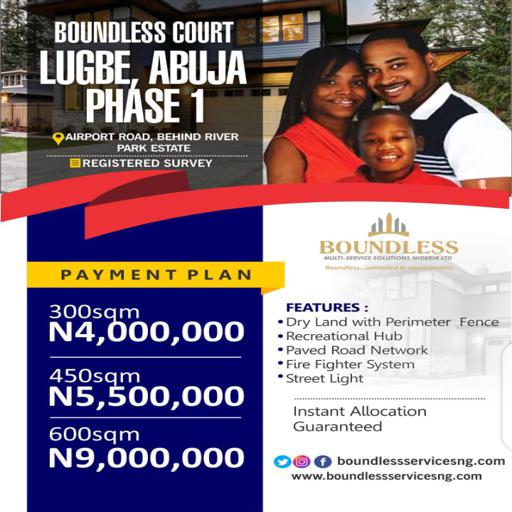 BOUNDLESS COURT
LUGBE, ABUJA
PHASE 1
AIRPORT ROAD, BEHIND RIVER
PARK ESTATE
REGISTERED SURVEY
BOUNDLESS
MULTI-SERVICE SOLUTIONS NIGERIA LTD
Boundless...unlimited in opportunities
PAYMENT PLAN
300sqm
N4,000,000
450sqm
N5,500,000
600sqm
N9,000,000
FEATURES :
• Dry Land with Perimeter Fence
• Recreational Hub
• Paved Road Network
• Fire Fighter System
• Street Light
Instant Allocation
Guaranteed
boundlessservicesng.com
www.boundlessservicesng.com